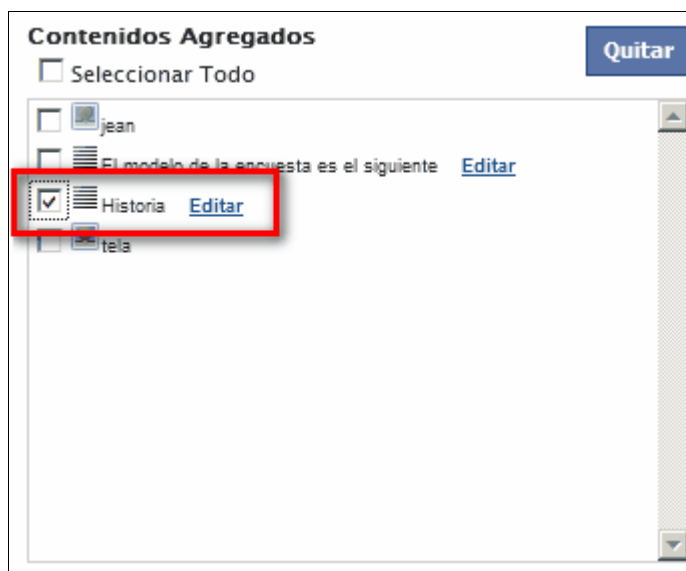 Contenidos Agregados
Quitar
Seleccionar Todo
jean
El modelo de la encuesta es el siguiente Editar
Historia Editar
tela